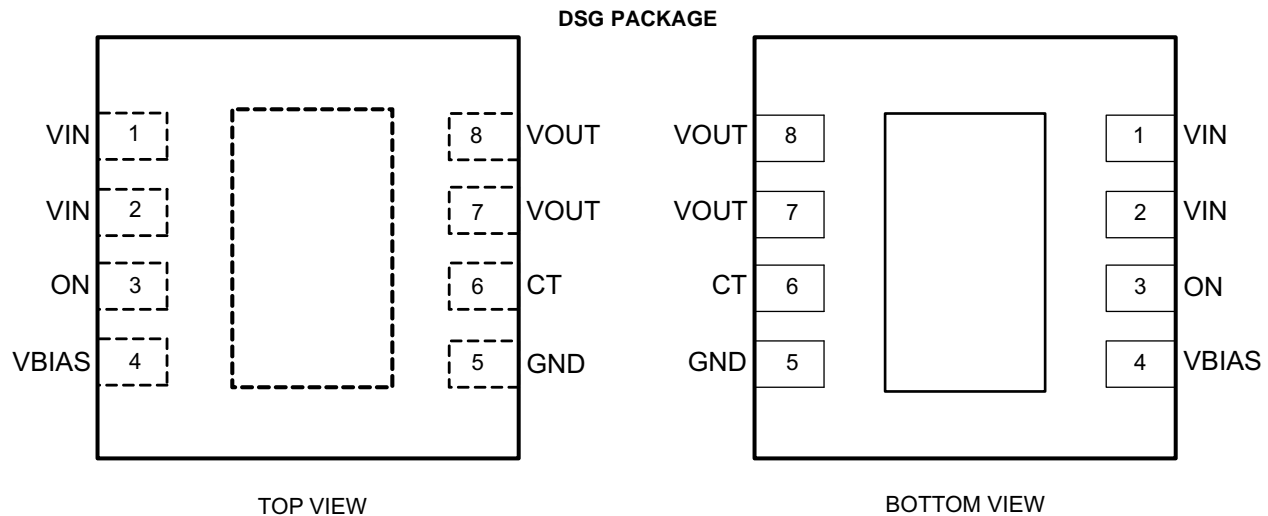 DSG PACKAGE
VIN 1 8 VOUT
VIN 2 7 VOUT
ON 3 6 CT
VBIAS 4 5 GND
TOP VIEW
VOUT 8 1 VIN
VOUT 7 2 VIN
CT 6 3 ON
GND 5 4 VBIAS
BOTTOM VIEW